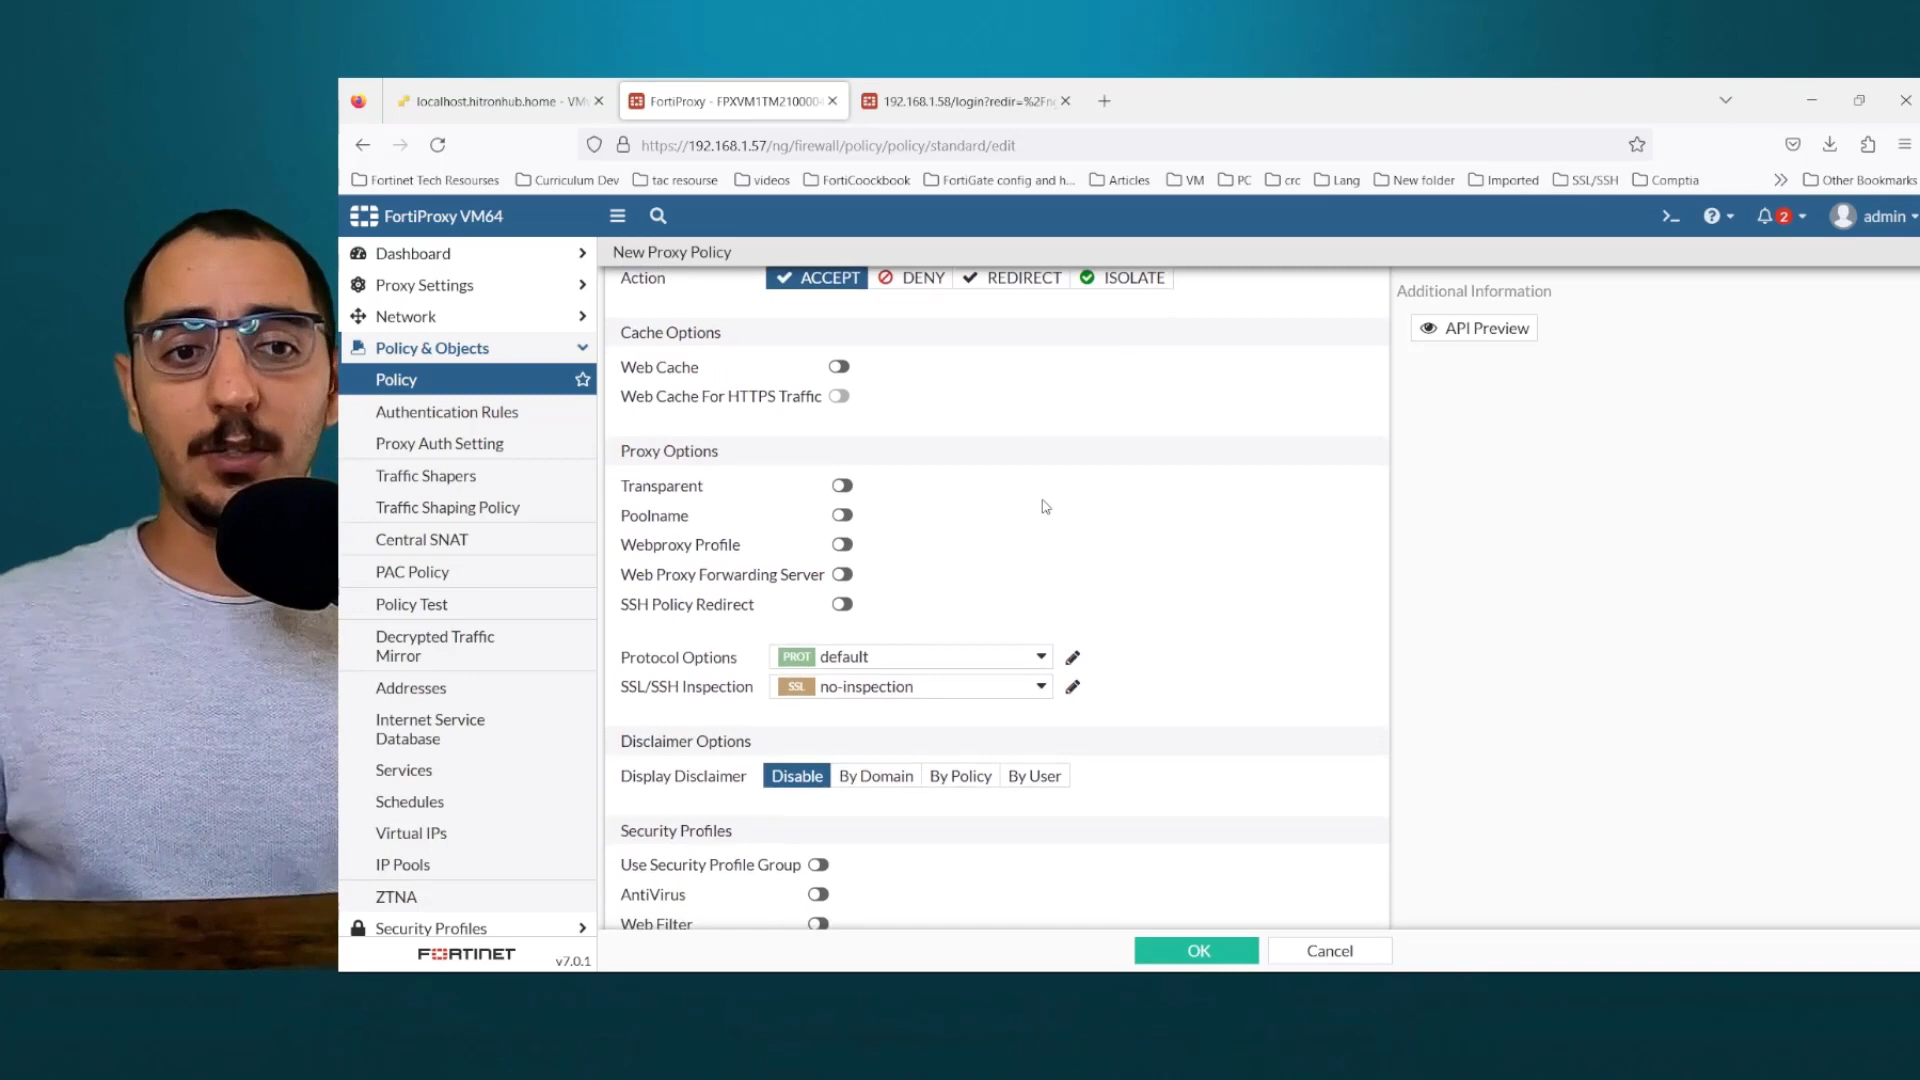 localhost.hitronhub.home - VM
FortiProxy - FPXVM1TM2100004
192.168.1.58/login?redir=%2Fn
https://192.168.1.57/ng/firewall/policy/policy/standard/edit
Fortinet Tech Resourses
Curriculum Dev
tac resourse
videos
FortiCoockbook
FortiGate config and h...
Articles
VM
PC
crc
Lang
New folder
Imported
SSL/SSH
Comptia
Other Bookmarks
FortiProxy VM64
2
admin
Dashboard
Proxy Settings
Network
Policy & Objects
Policy
Authentication Rules
Proxy Auth Setting
Traffic Shapers
Traffic Shaping Policy
Central SNAT
PAC Policy
Policy Test
Decrypted Traffic
Mirror
Addresses
Internet Service
Database
Services
Schedules
Virtual IPs
IP Pools
ZTNA
Security Profiles
FORTINET
v7.0.1
New Proxy Policy
Action ACCEPT DENY REDIRECT ISOLATE
Cache Options
Web Cache
Web Cache For HTTPS Traffic
Proxy Options
Transparent
Poolname
Webproxy Profile
Web Proxy Forwarding Server
SSH Policy Redirect
Protocol Options PROT default
SSL/SSH Inspection SSL no-inspection
Disclaimer Options
Display Disclaimer Disable By Domain By Policy By User
Security Profiles
Use Security Profile Group
AntiVirus
Web Filter
OK Cancel
Additional Information
API Preview